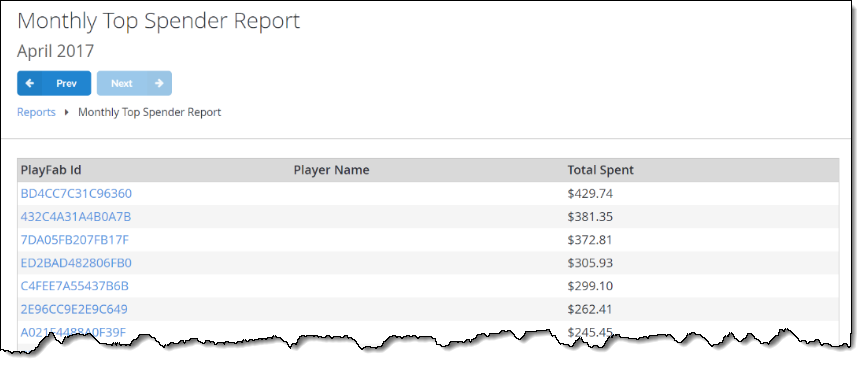 Monthly Top Spender Report
April 2017
Prev Next
Reports Monthly Top Spender Report
PlayFab Id Player Name Total Spent
BD4CC7C31C96360 $429.74
432C4A31A4B0A7B $381.35
7DA05FB207FB17F $372.81
ED2BAD482806FB0 $305.93
C4FEE7A55437B6B $299.10
2E96CC9E2E9C649 $262.41
A021F4488A0F39F $245.45